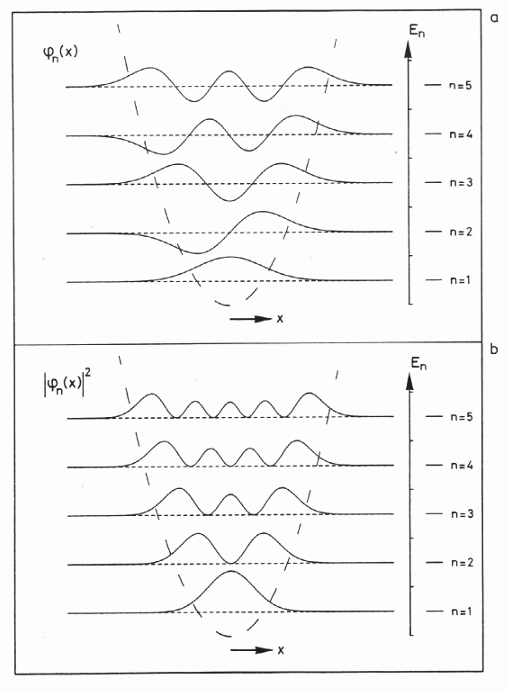 a
φₙ(x)
Eₙ
n=5
n=4
n=3
n=2
n=1
x
b
|φₙ(x)|²
Eₙ
n=5
n=4
n=3
n=2
n=1
x